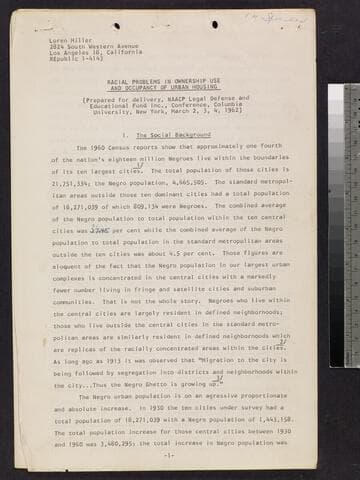 Loren Miller
2824 South Western Avenue
Los Angeles 18, California
REpublic 1-4143
RACIAL PROBLEMS IN OWNERSHIP USE
AND OCCUPANCY OF URBAN HOUSING
[Prepared for delivery, NAACP Legal Defense and
Educational Fund Inc., Conference, Columbia
University, New York, March 2, 3, 4, 1962]
I. The Social Background
The 1960 Census reports show that approximately one fourth
of the nation's eighteen million Negroes live within the boundaries
of its ten largest cities. 1/ The total population of those cities is
21,751,334; the Negro population, 4,665,505. The standard metropol-
itan areas outside those ten dominant cities had a total population
of 18,271,039 of which 809,134 were Negroes. The combined average
of the Negro population to total population within the ten central
cities was per cent while the combined average of the Negro
population to total population in the standard metropolitan areas
outside the ten cities was about 4.5 per cent. Those figures are
eloquent of the fact that the Negro population in our largest urban
complexes is concentrated in the central cities with a markedly
fewer number living in fringe and satellite cities and suburban
communities. That is not the whole story. Negroes who live within
the central cities are largely resident in defined neighborhoods;
those who live outside the central cities in the standard metro-
politan areas are similarly resident in defined neighborhoods which
are replicas of the racially concentrated areas within the cities. 2/
As long ago as 1913 it was observed that "Migration to the city is
being followed by segregation into districts and neighborhoods within
the city...Thus the Negro Ghetto is growing up." 3/
The Negro urban population is on an agressive proportionate
and absolute increase. In 1930 the ten cities under survey had a
total population of 18,271,039 with a Negro population of 1,443,158.
The total population increase for those central cities between 1930
and 1960 was 3,480,295; the total increase in Negro population was
-1-